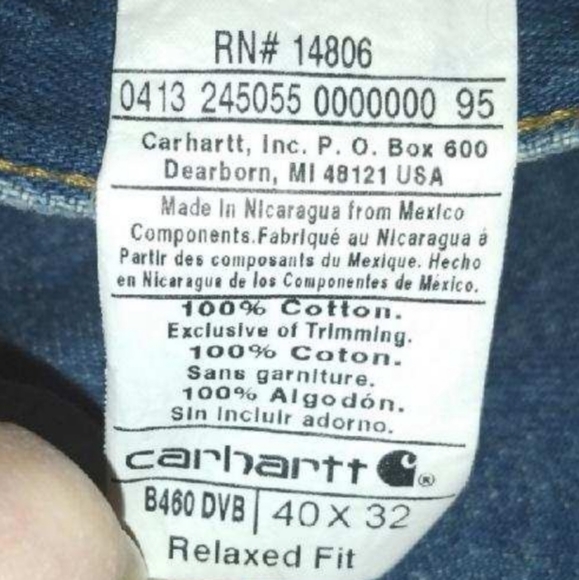 RN# 14806
0413 245055 0000000 95
Carhartt, Inc. P. O. Box 600
Dearborn, MI 48121 USA
Made In Nicaragua from Mexico
Components.Fabriqué au Nicaragua à
Partir des composants du Mexique. Hecho
en Nicaragua de los Componentes de México.
100% Cotton.
Exclusive of Trimming.
100% Coton.
Sans garniture.
100% Algodón.
Sin Incluir adorno.
carhartt ®
B460 DVB | 40 X 32
Relaxed Fit